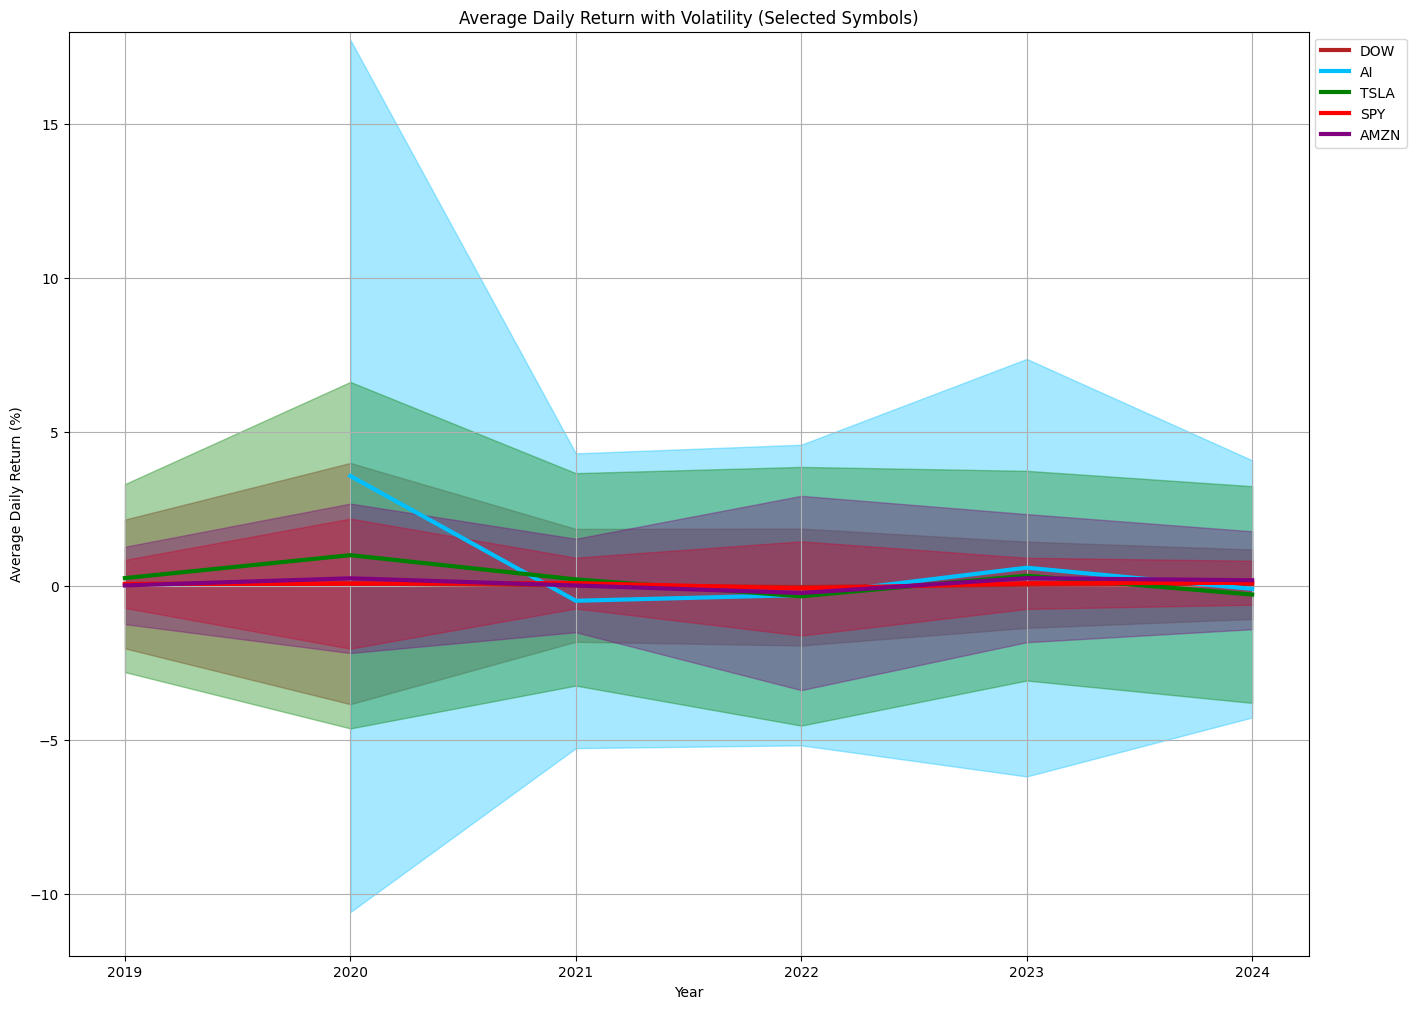 Average Daily Return with Volatility (Selected Symbols)
DOW
AI
TSLA
SPY
AMZN
Average Daily Return (%)
15
10
5
0
−5
−10
2019 2020 2021 2022 2023 2024
Year